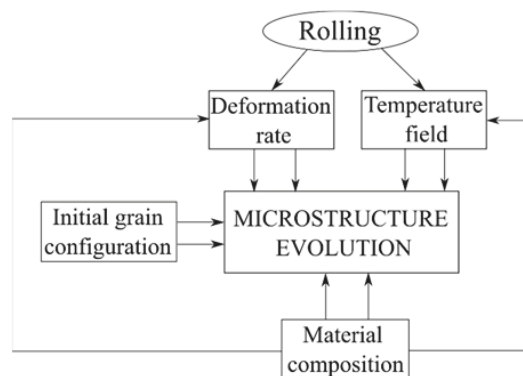 Rolling
Deformation
rate
Temperature
field
Initial grain
configuration
MICROSTRUCTURE
EVOLUTION
Material
composition